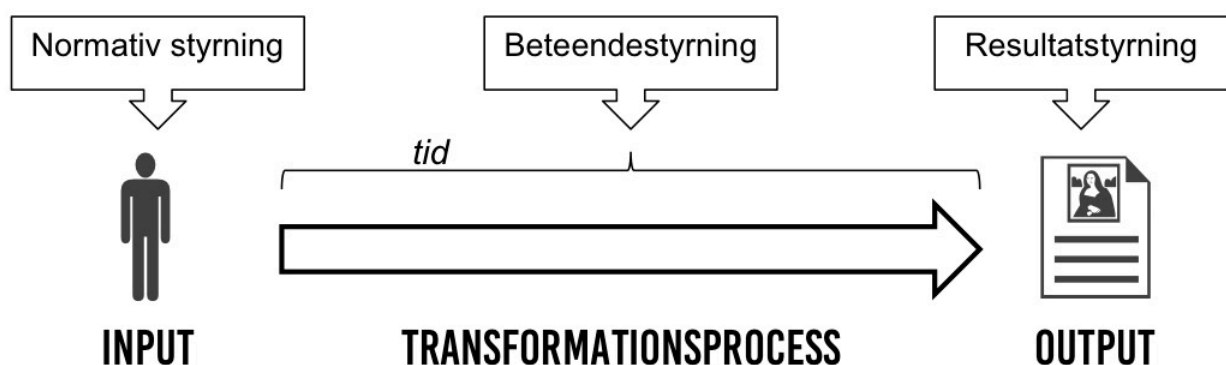 Normativ styrning
Beteendestyrning
Resultatstyrning
tid
INPUT
TRANSFORMATIONSPROCESS
OUTPUT